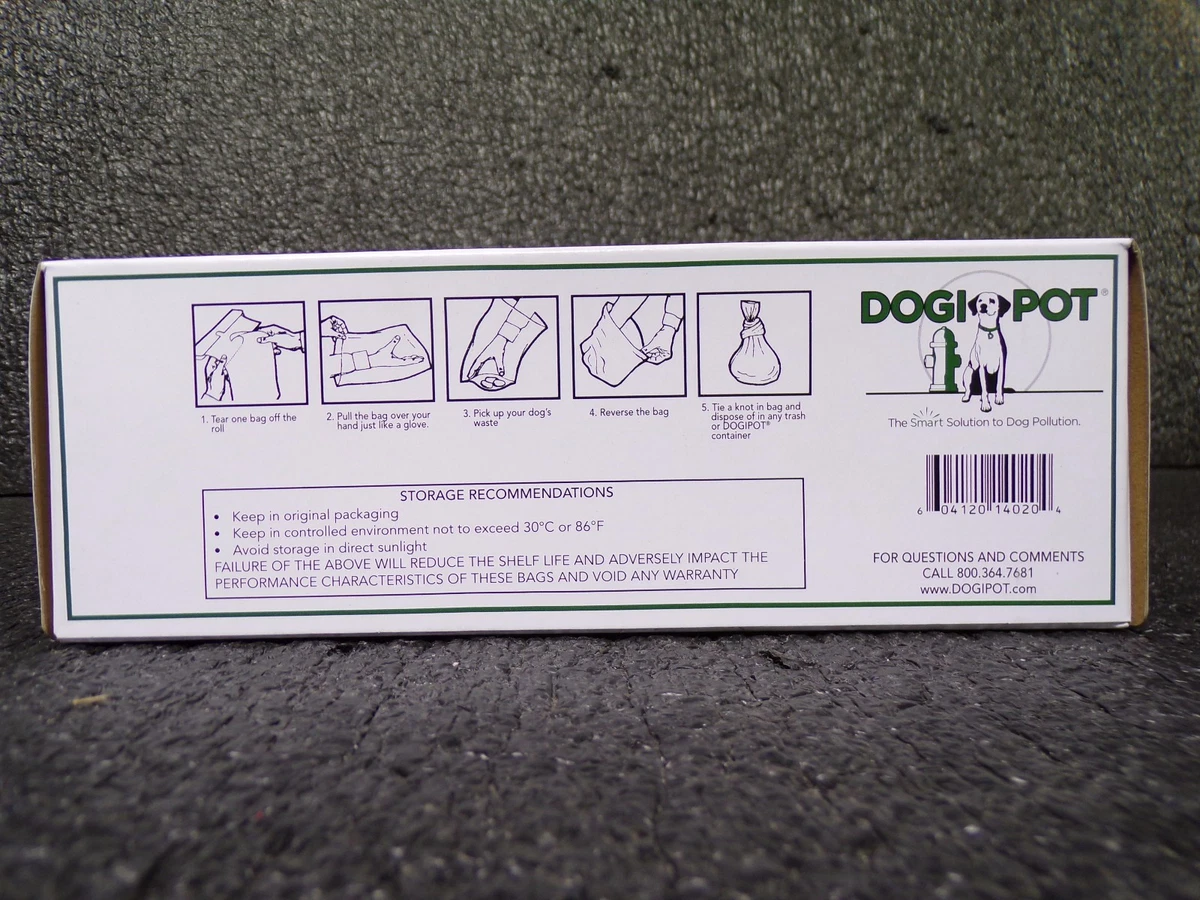 1. Tear one bag off the
roll
2. Pull the bag over your
hand just like a glove.
3. Pick up your dog's
waste
4. Reverse the bag
5. Tie a knot in bag and
dispose of in any trash
or DOGIPOT®
container
DOGIPOT®
The Smart Solution to Dog Pollution.
STORAGE RECOMMENDATIONS
• Keep in original packaging
• Keep in controlled environment not to exceed 30°C or 86°F
• Avoid storage in direct sunlight
FAILURE OF THE ABOVE WILL REDUCE THE SHELF LIFE AND ADVERSELY IMPACT THE
PERFORMANCE CHARACTERISTICS OF THESE BAGS AND VOID ANY WARRANTY
6 04120 14020 4
FOR QUESTIONS AND COMMENTS
CALL 800.364.7681
www.DOGIPOT.com